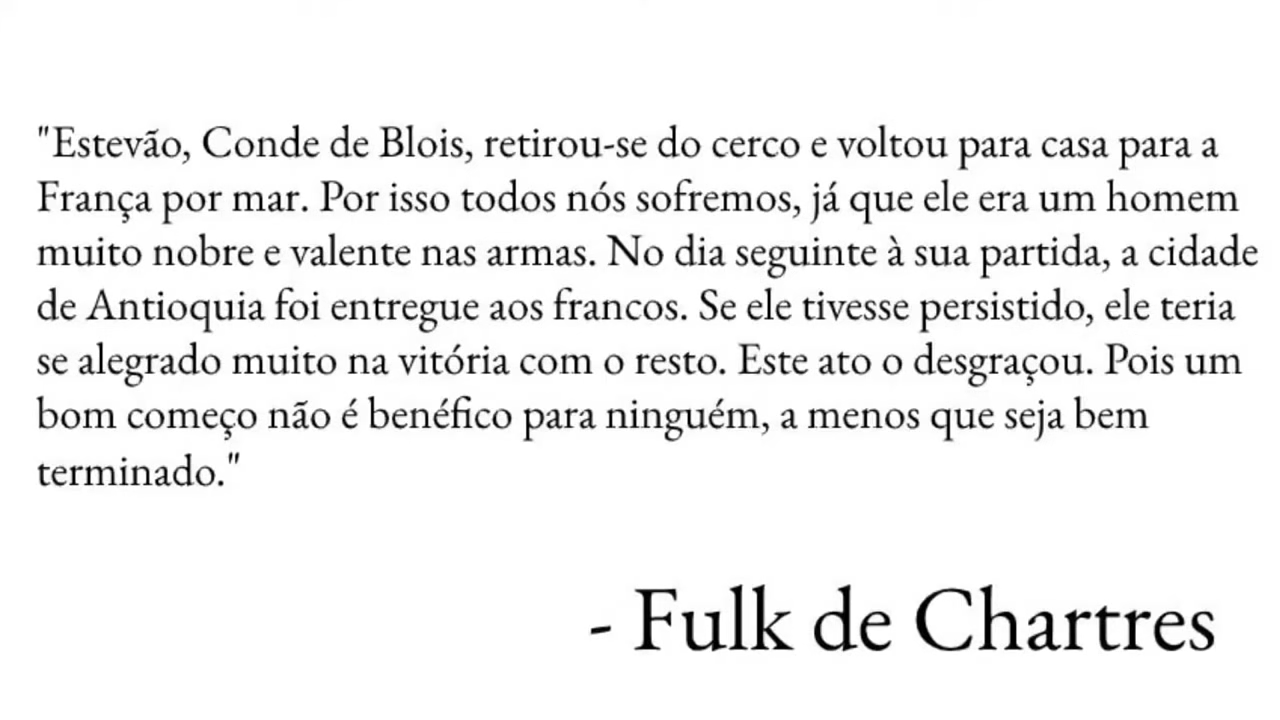 "Estevão, Conde de Blois, retirou-se do cerco e voltou para casa para a
França por mar. Por isso todos nós sofremos, já que ele era um homem
muito nobre e valente nas armas. No dia seguinte à sua partida, a cidade
de Antioquia foi entregue aos francos. Se ele tivesse persistido, ele teria
se alegrado muito na vitória com o resto. Este ato o desgraçou. Pois um
bom começo não é benéfico para ninguém, a menos que seja bem
terminado."
- Fulk de Chartres